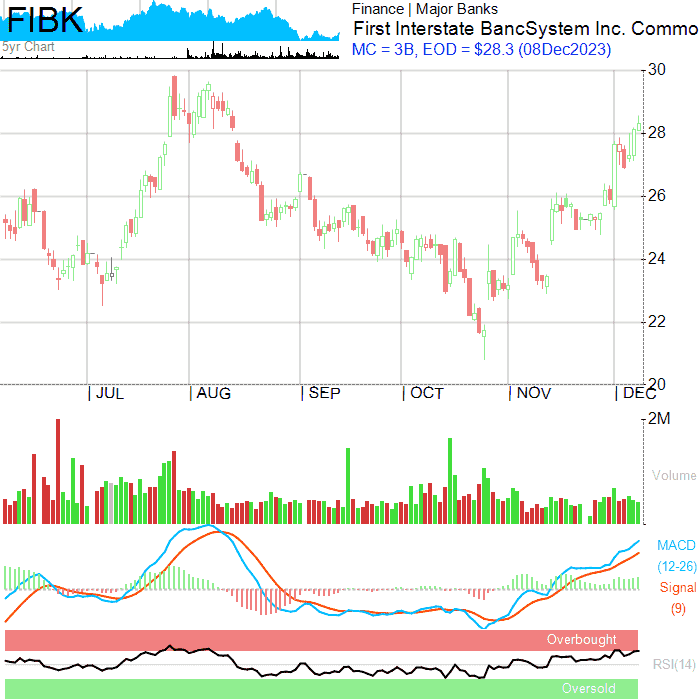 FIBK
5yr Chart
Finance | Major Banks
First Interstate BancSystem Inc. Commo
MC = 3B, EOD = $28.3 (08Dec2023)
30
28
26
24
22
20
JUL AUG SEP OCT NOV DEC
2M
Volume
MACD
(12-26)
Signal
(9)
Overbought
RSI(14)
Oversold